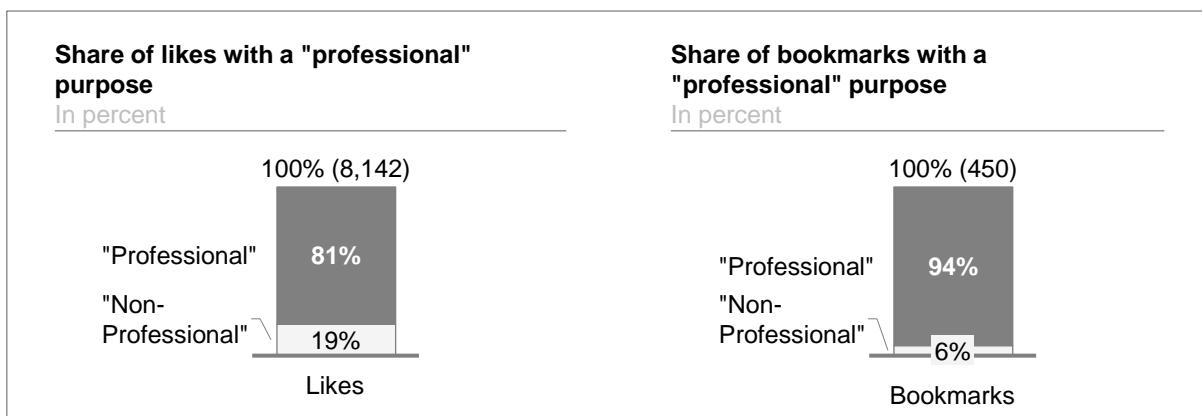 Share of likes with a "professional"
purpose
In percent
100% (8,142)
"Professional"
81%
"Non-
Professional"
19%
Likes
Share of bookmarks with a
"professional" purpose
In percent
100% (450)
"Professional"
94%
"Non-
Professional"
6%
Bookmarks